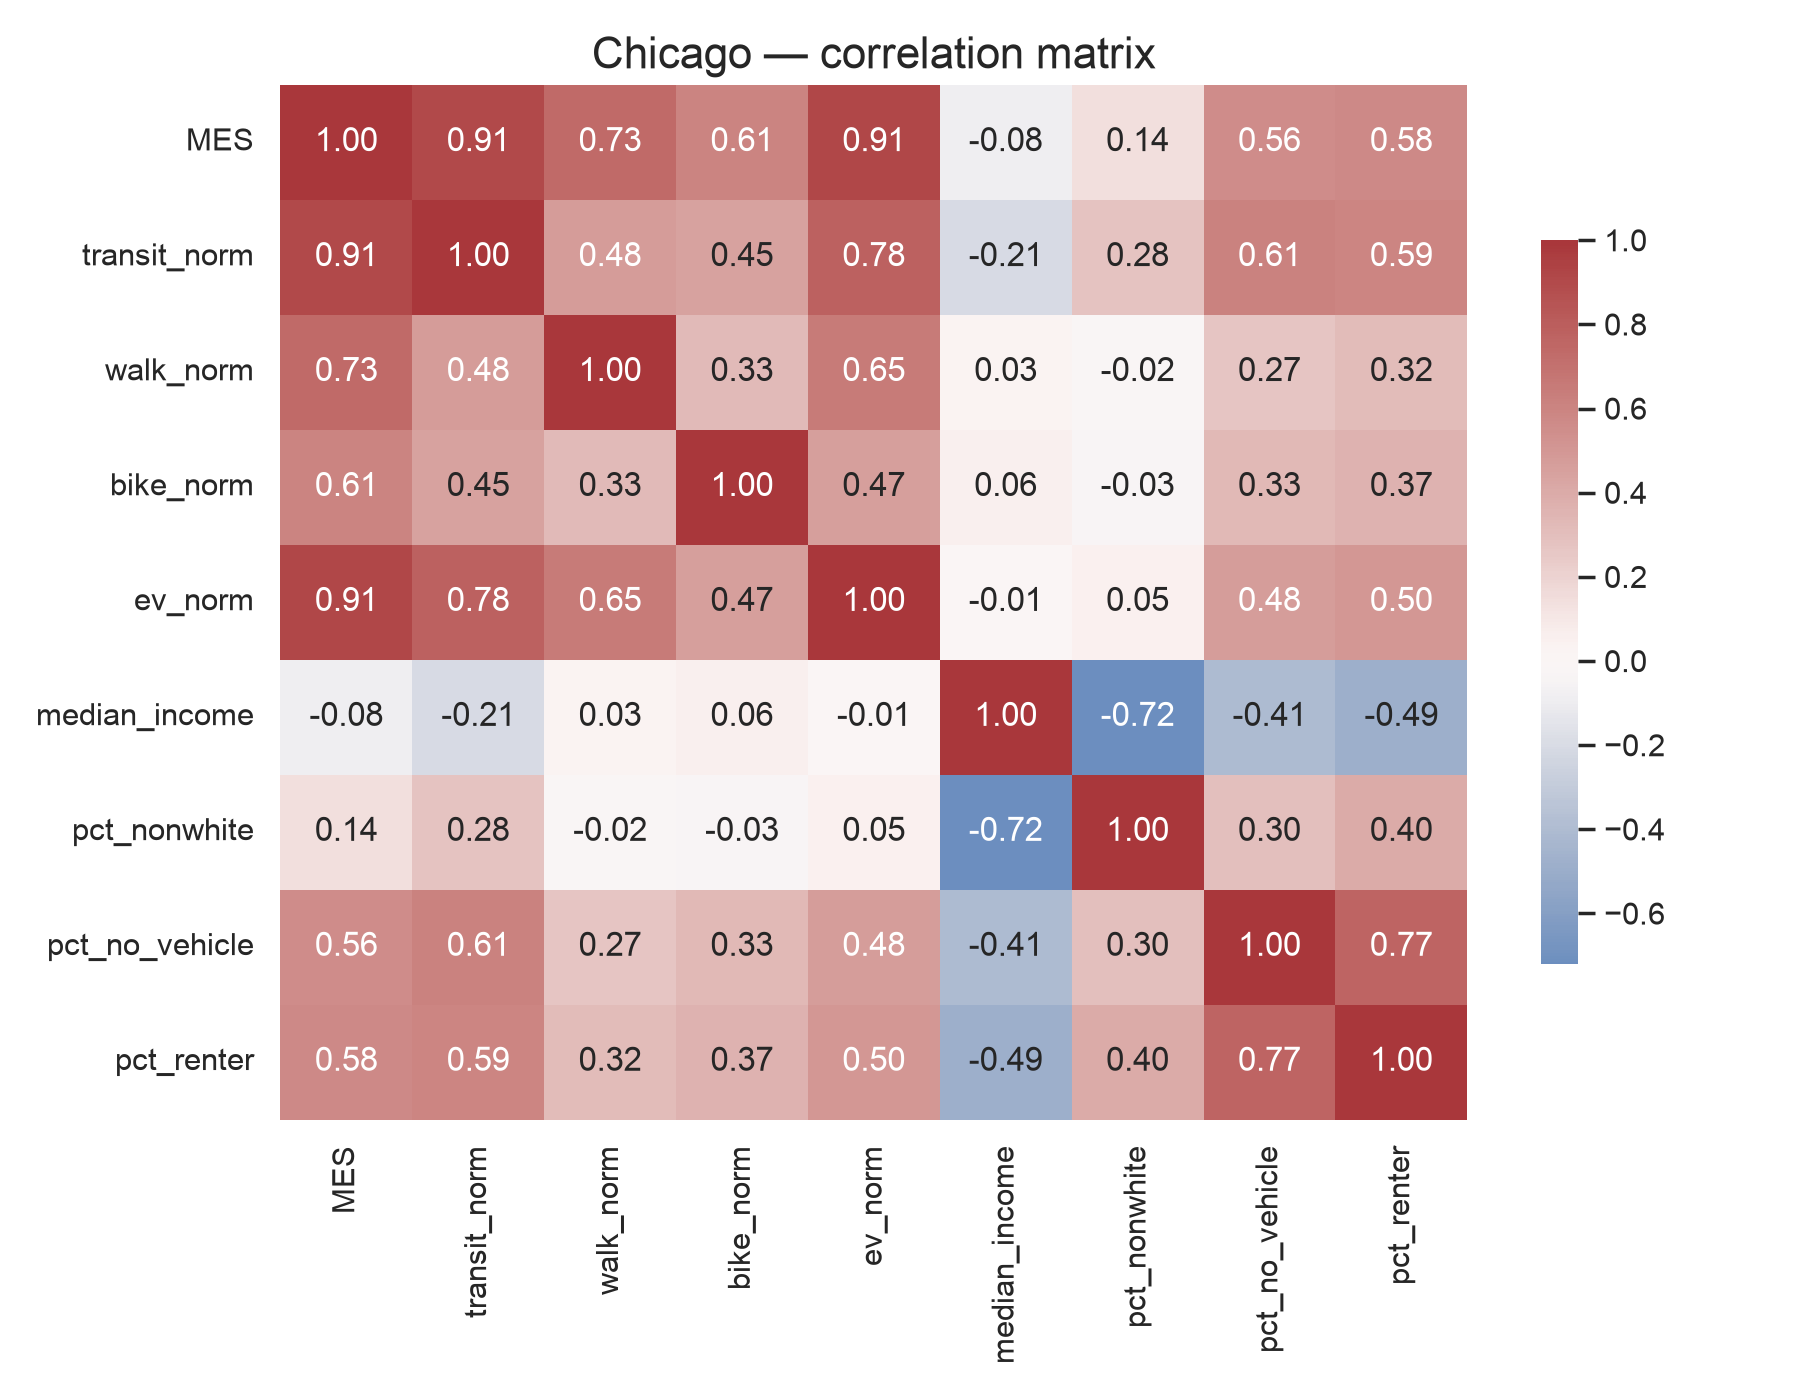 Chicago — correlation matrix
MES 1.00 0.91 0.73 0.61 0.91 -0.08 0.14 0.56 0.58
transit_norm 0.91 1.00 0.48 0.45 0.78 -0.21 0.28 0.61 0.59
walk_norm 0.73 0.48 1.00 0.33 0.65 0.03 -0.02 0.27 0.32
bike_norm 0.61 0.45 0.33 1.00 0.47 0.06 -0.03 0.33 0.37
ev_norm 0.91 0.78 0.65 0.47 1.00 -0.01 0.05 0.48 0.50
median_income -0.08 -0.21 0.03 0.06 -0.01 1.00 -0.72 -0.41 -0.49
pct_nonwhite 0.14 0.28 -0.02 -0.03 0.05 -0.72 1.00 0.30 0.40
pct_no_vehicle 0.56 0.61 0.27 0.33 0.48 -0.41 0.30 1.00 0.77
pct_renter 0.58 0.59 0.32 0.37 0.50 -0.49 0.40 0.77 1.00
MES
transit_norm
walk_norm
bike_norm
ev_norm
median_income
pct_nonwhite
pct_no_vehicle
pct_renter
1.0
0.8
0.6
0.4
0.2
0.0
−0.2
−0.4
−0.6